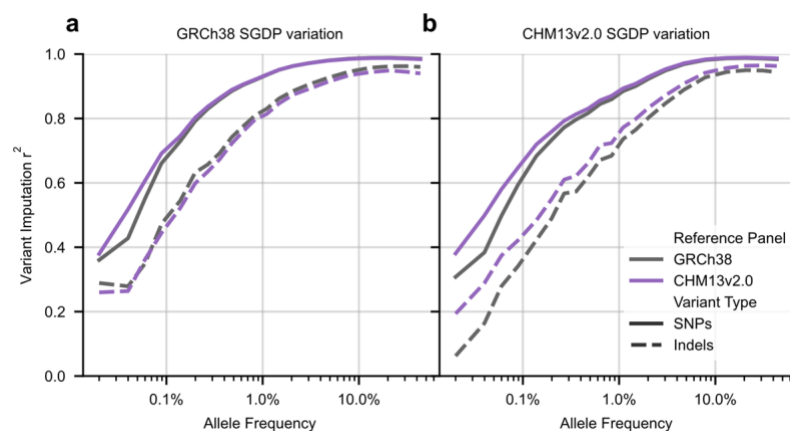 a GRCh38 SGDP variation
b CHM13v2.0 SGDP variation
Variant Imputation r²
1.0
0.8
0.6
0.4
0.2
0.0
0.1% 1.0% 10.0%
Allele Frequency
0.1% 1.0% 10.0%
Allele Frequency
Reference Panel
GRCh38
CHM13v2.0
Variant Type
SNPs
Indels